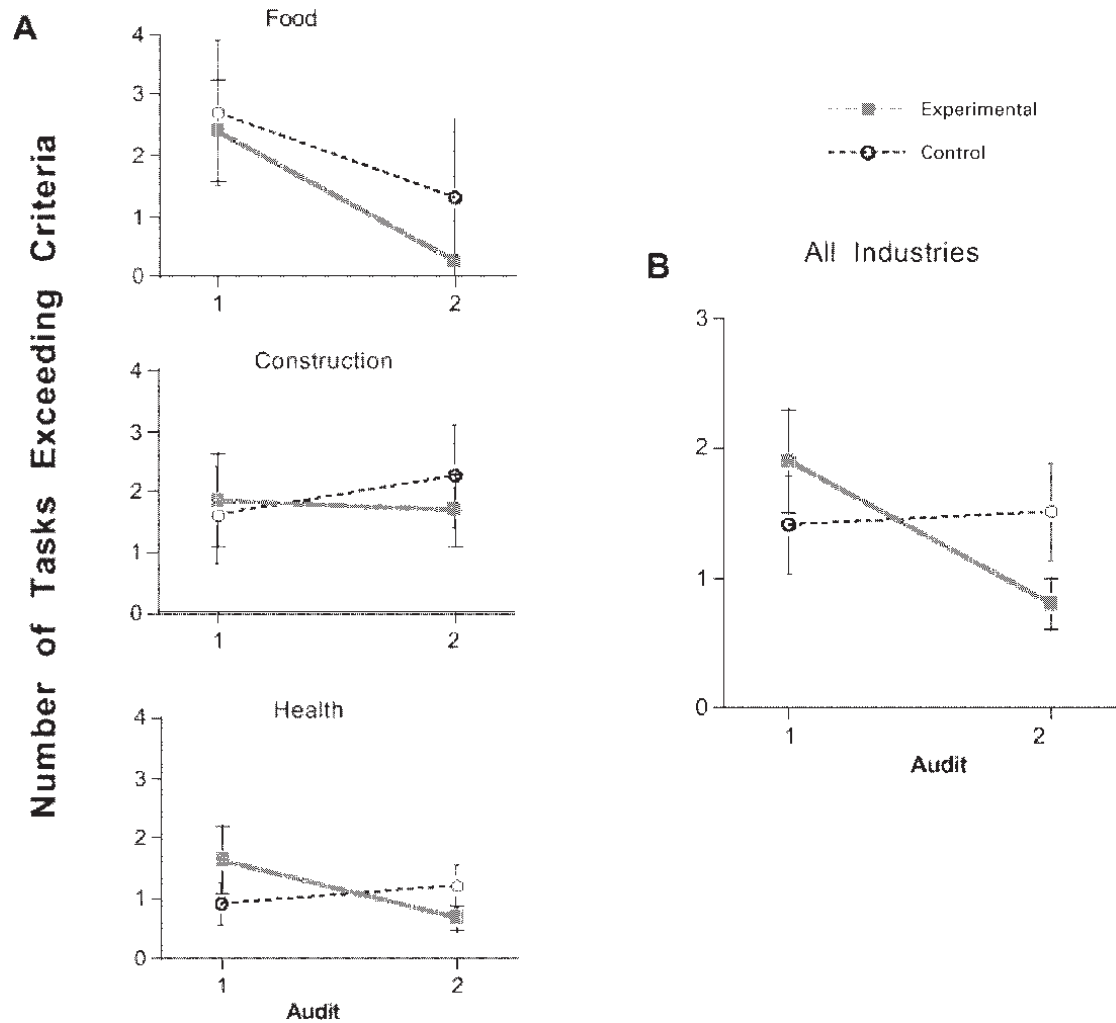 A
Food
4
3
2
1
0
1 2
Experimental
Control
Number of Tasks Exceeding Criteria
Construction
4
3
2
1
0
1 2
Health
4
3
2
1
0
1 2
Audit
B
All Industries
3
2
1
0
1 2
Audit